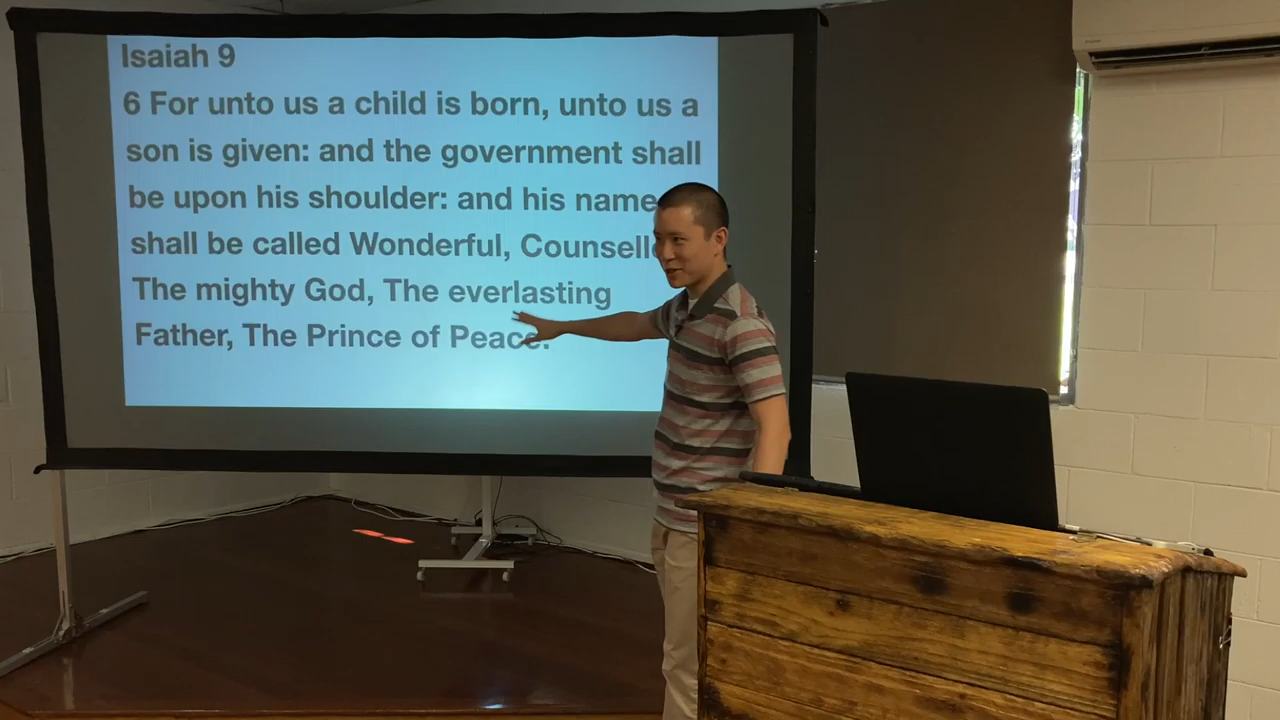 Isaiah 9
6 For unto us a child is born, unto us a
son is given: and the government shall
be upon his shoulder: and his name
shall be called Wonderful, Counsell
The mighty God, The everlasting
Father, The Prince of Peace.